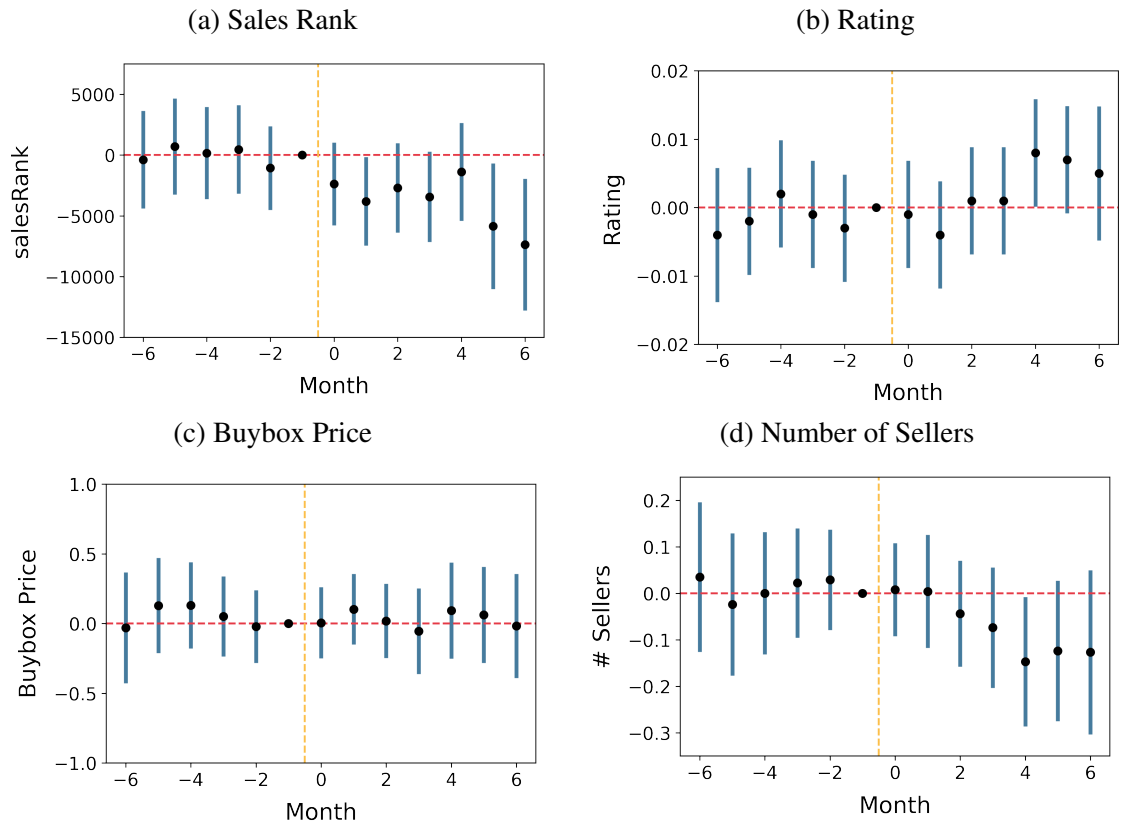 (a) Sales Rank
5000
0
−5000
−10000
−15000
salesRank
−6 −4 −2 0 2 4 6
Month
(b) Rating
0.02
0.01
0.00
−0.01
−0.02
Rating
−6 −4 −2 0 2 4 6
Month
(c) Buybox Price
1.0
0.5
0.0
−0.5
−1.0
Buybox Price
−6 −4 −2 0 2 4 6
Month
(d) Number of Sellers
0.2
0.1
0.0
−0.1
−0.2
−0.3
# Sellers
−6 −4 −2 0 2 4 6
Month